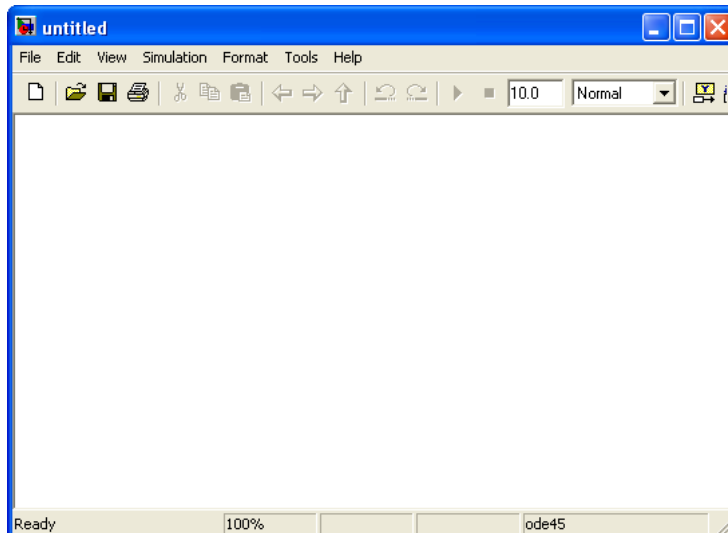 untitled
File Edit View Simulation Format Tools Help
10.0 Normal
Ready 100% ode45